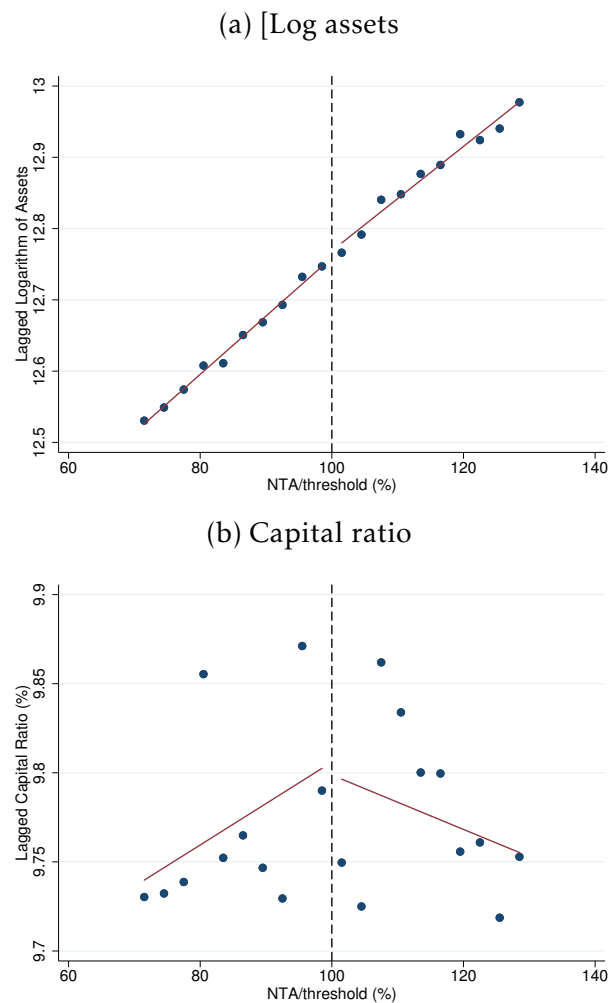 (a) [Log assets
13
12.9
12.8
12.7
12.6
12.5
Lagged Logarithm of Assets
60 80 100 120 140
NTA/threshold (%)
(b) Capital ratio
9.9
9.85
9.8
9.75
9.7
Lagged Capital Ratio (%)
60 80 100 120 140
NTA/threshold (%)